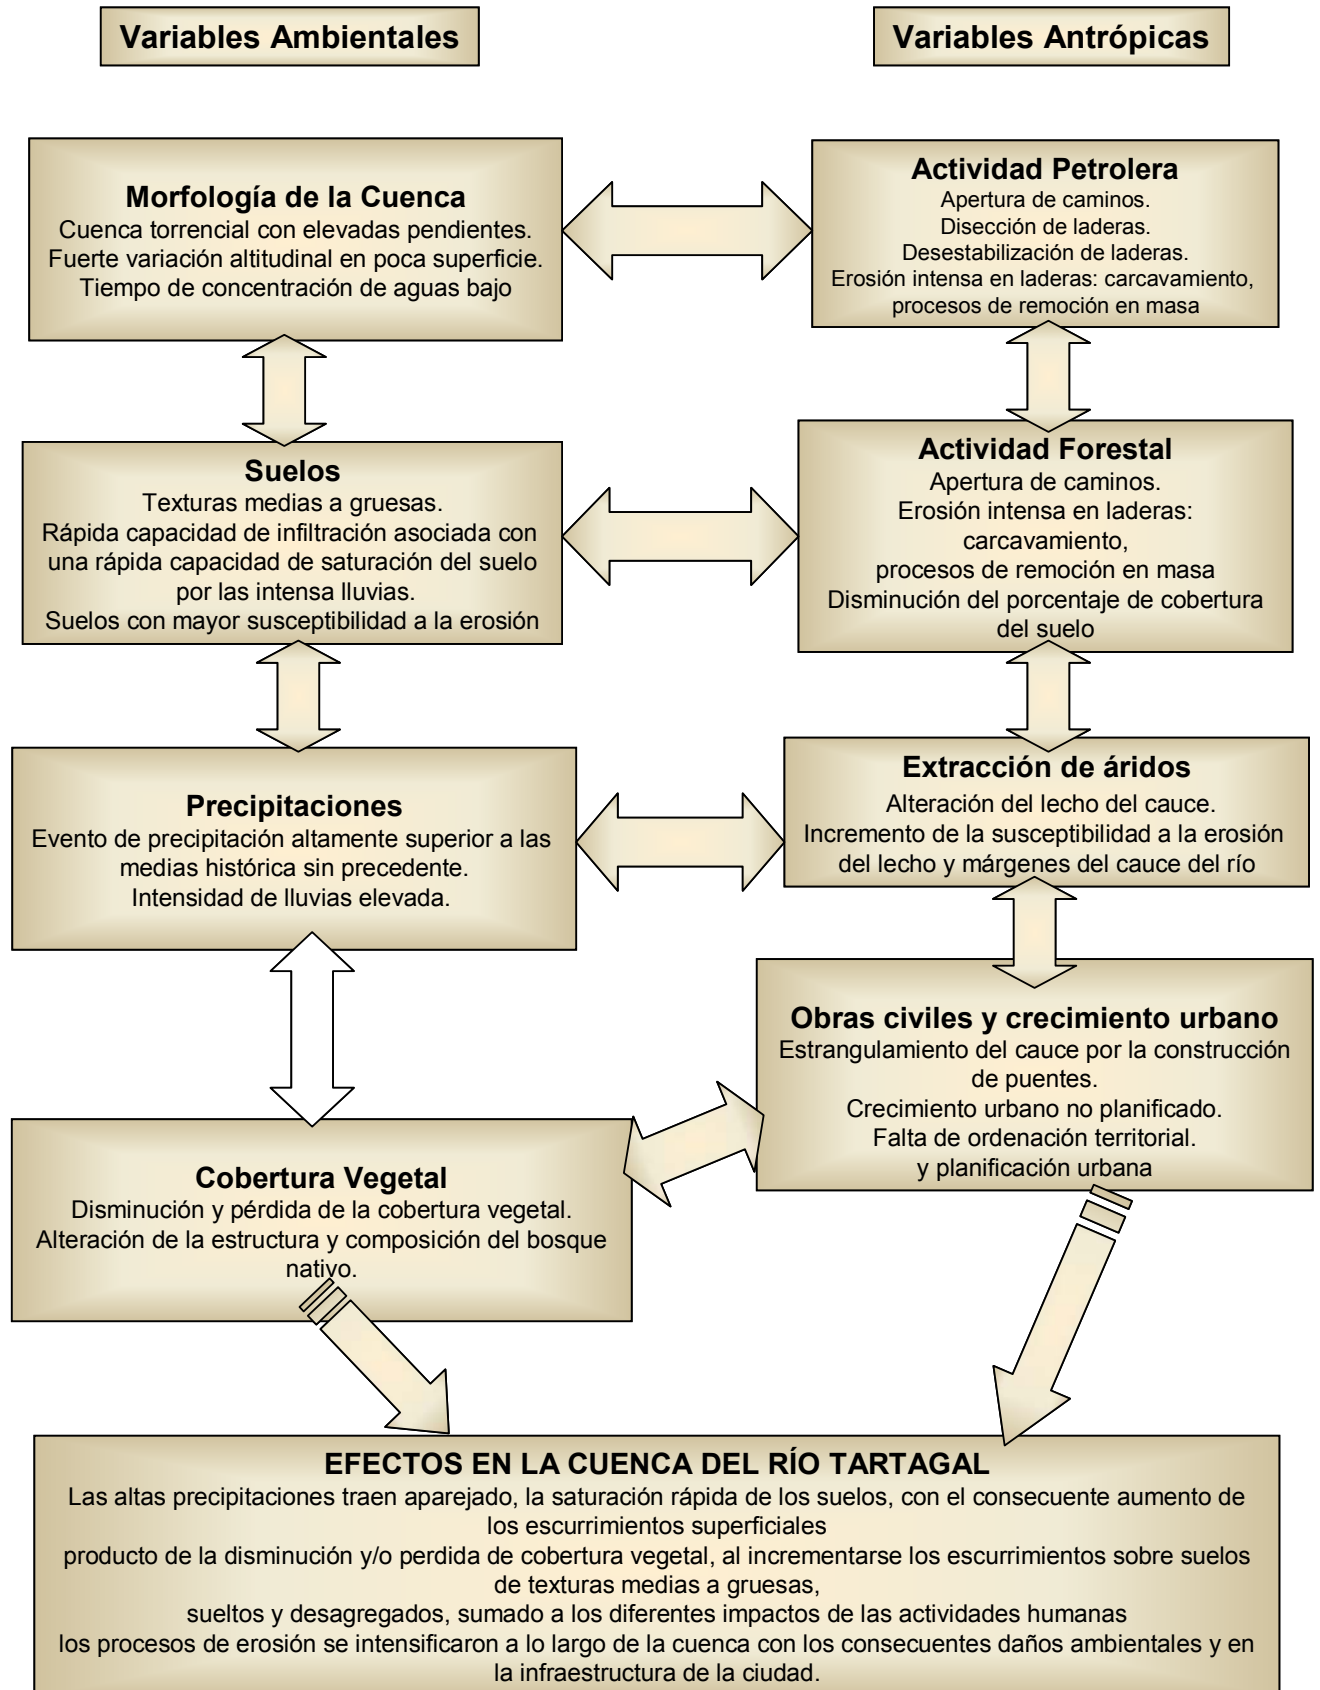 Variables Ambientales
Variables Antrópicas
Morfología de la Cuenca
Cuenca torrencial con elevadas pendientes.
Fuerte variación altitudinal en poca superficie.
Tiempo de concentración de aguas bajo
Actividad Petrolera
Apertura de caminos.
Disección de laderas.
Desestabilización de laderas.
Erosión intensa en laderas: carcavamiento,
procesos de remoción en masa
Suelos
Texturas medias a gruesas.
Rápida capacidad de infiltración asociada con
una rápida capacidad de saturación del suelo
por las intensa lluvias.
Suelos con mayor susceptibilidad a la erosión
Actividad Forestal
Apertura de caminos.
Erosión intensa en laderas:
carcavamiento,
procesos de remoción en masa
Disminución del porcentaje de cobertura
del suelo
Precipitaciones
Evento de precipitación altamente superior a las
medias histórica sin precedente.
Intensidad de lluvias elevada.
Extracción de áridos
Alteración del lecho del cauce.
Incremento de la susceptibilidad a la erosión
del lecho y márgenes del cauce del río
Obras civiles y crecimiento urbano
Estrangulamiento del cauce por la construcción
de puentes.
Crecimiento urbano no planificado.
Falta de ordenación territorial.
y planificación urbana
Cobertura Vegetal
Disminución y pérdida de la cobertura vegetal.
Alteración de la estructura y composición del bosque
nativo.
EFECTOS EN LA CUENCA DEL RÍO TARTAGAL
Las altas precipitaciones traen aparejado, la saturación rápida de los suelos, con el consecuente aumento de
los escurrimientos superficiales
producto de la disminución y/o perdida de cobertura vegetal, al incrementarse los escurrimientos sobre suelos
de texturas medias a gruesas,
sueltos y desagregados, sumado a los diferentes impactos de las actividades humanas
los procesos de erosión se intensificaron a lo largo de la cuenca con los consecuentes daños ambientales y en
la infraestructura de la ciudad.